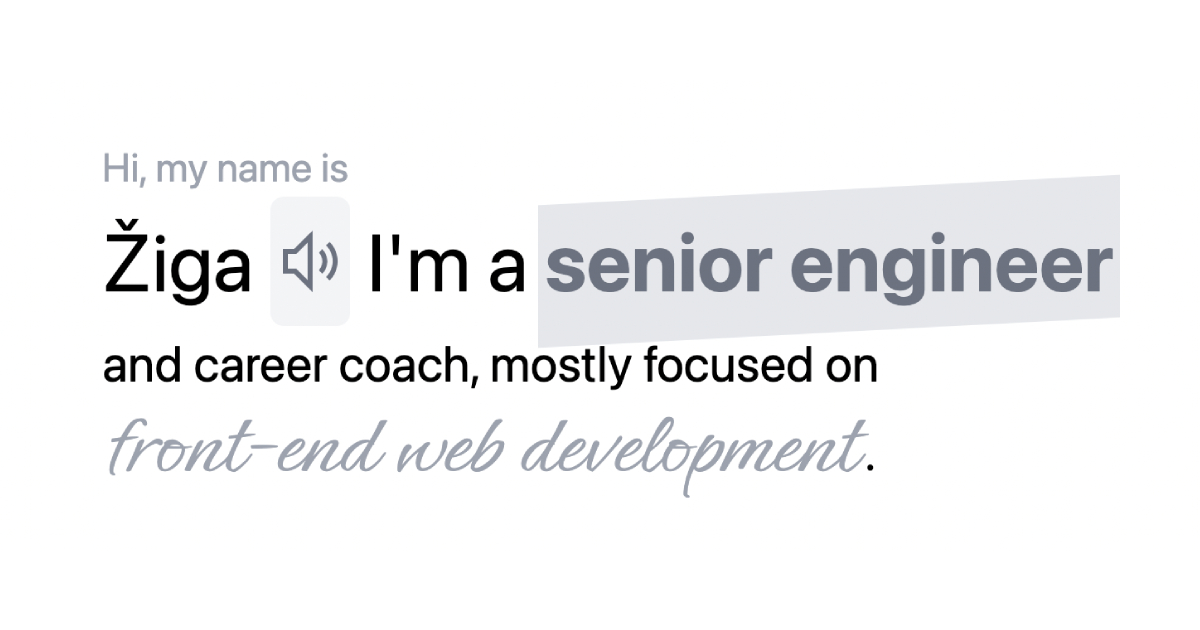 Hi, my name is
Žiga I'm a senior engineer
and career coach, mostly focused on
front-end web development.